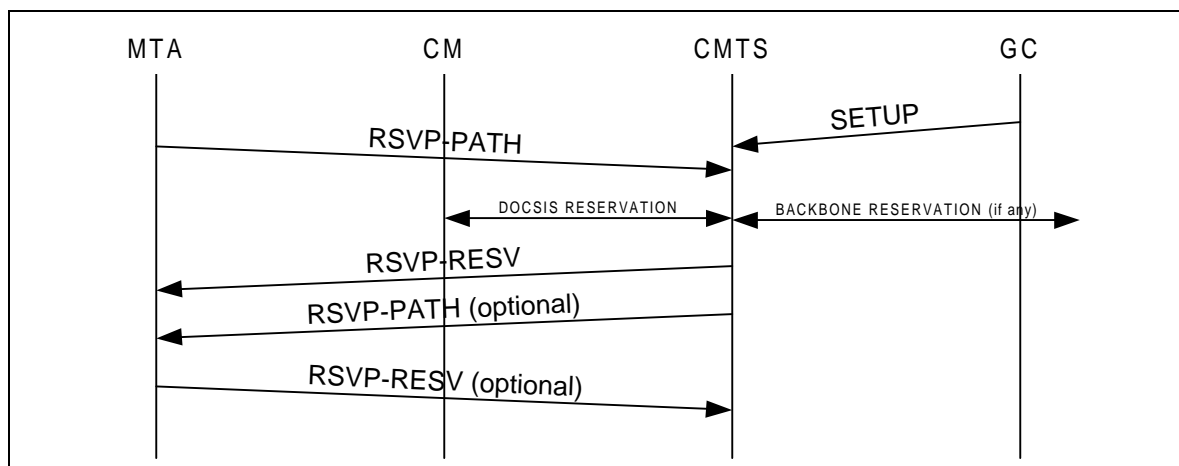 MTA
CM
CMTS
GC
SETUP
RSVP-PATH
DOCSIS RESERVATION
BACKBONE RESERVATION (if any)
RSVP-RESV
RSVP-PATH (optional)
RSVP-RESV (optional)